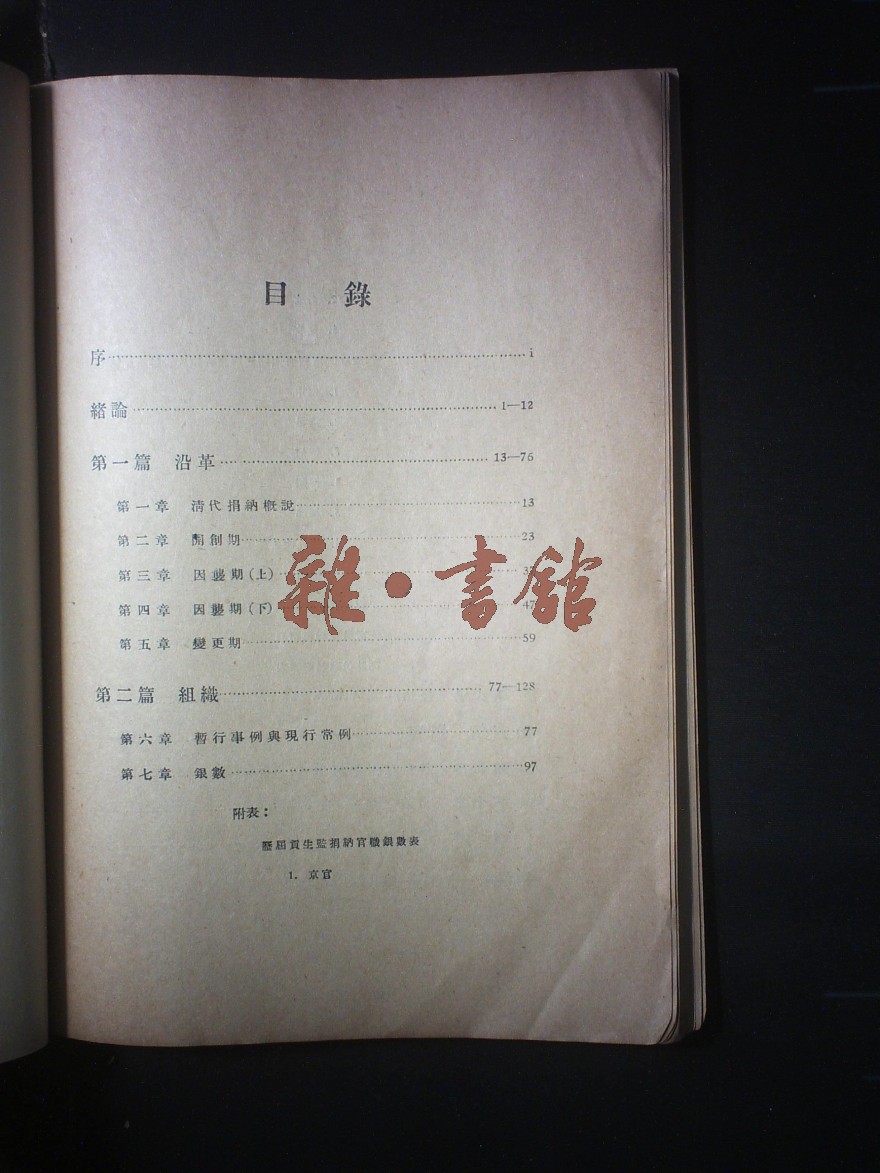 目 錄
序 i
緒論 1—12
第一篇 沿革 13—76
第一章 清代捐納概說 13
第二章 開創期 23
第三章 因襲期(上)
第四章 因襲期(下) 47
第五章 變更期 59
雜·書館
第二篇 組織 77—128
第六章 暫行事例與現行常例 77
第七章 銀數 97
附表：
歷屆貢生監捐納官職銀數表
1. 京官